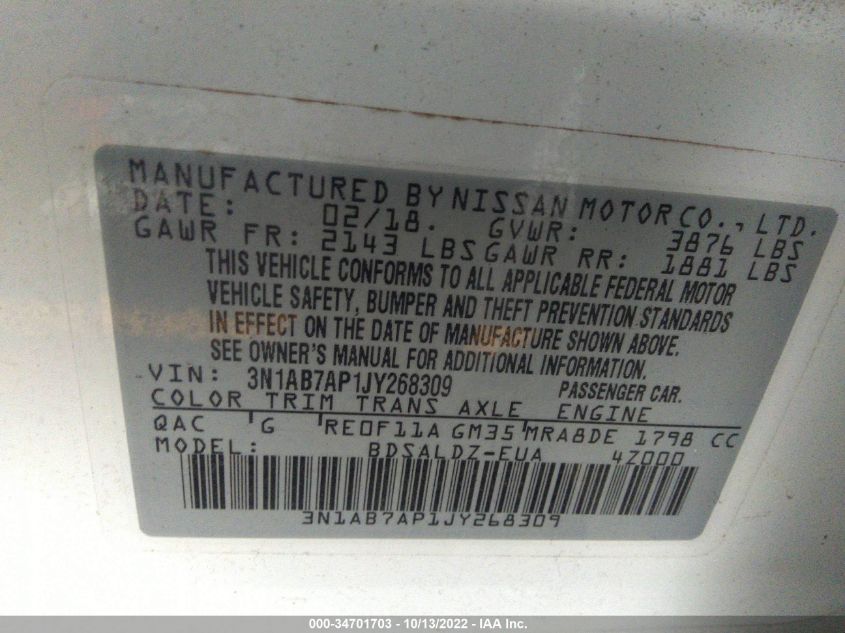 MANUFACTURED BY NISSAN MOTOR CO., LTD.
DATE: 02/18. GVWR: 3876 LBS
GAWR FR: 2143 LBS GAWR RR: 1881 LBS
THIS VEHICLE CONFORMS TO ALL APPLICABLE FEDERAL MOTOR
VEHICLE SAFETY, BUMPER AND THEFT PREVENTION STANDARDS
IN EFFECT ON THE DATE OF MANUFACTURE SHOWN ABOVE.
SEE OWNER'S MANUAL FOR ADDITIONAL INFORMATION.
VIN: 3N1AB7AP1JY268309 PASSENGER CAR.
COLOR TRIM TRANS AXLE ENGINE
QAC G RE0F11A GM35 MRA8DE 1798 CC
MODEL: BDSALDZ-EUA 4Z000
3N1AB7AP1JY268309
000-34701703 - 10/13/2022 - IAA Inc.